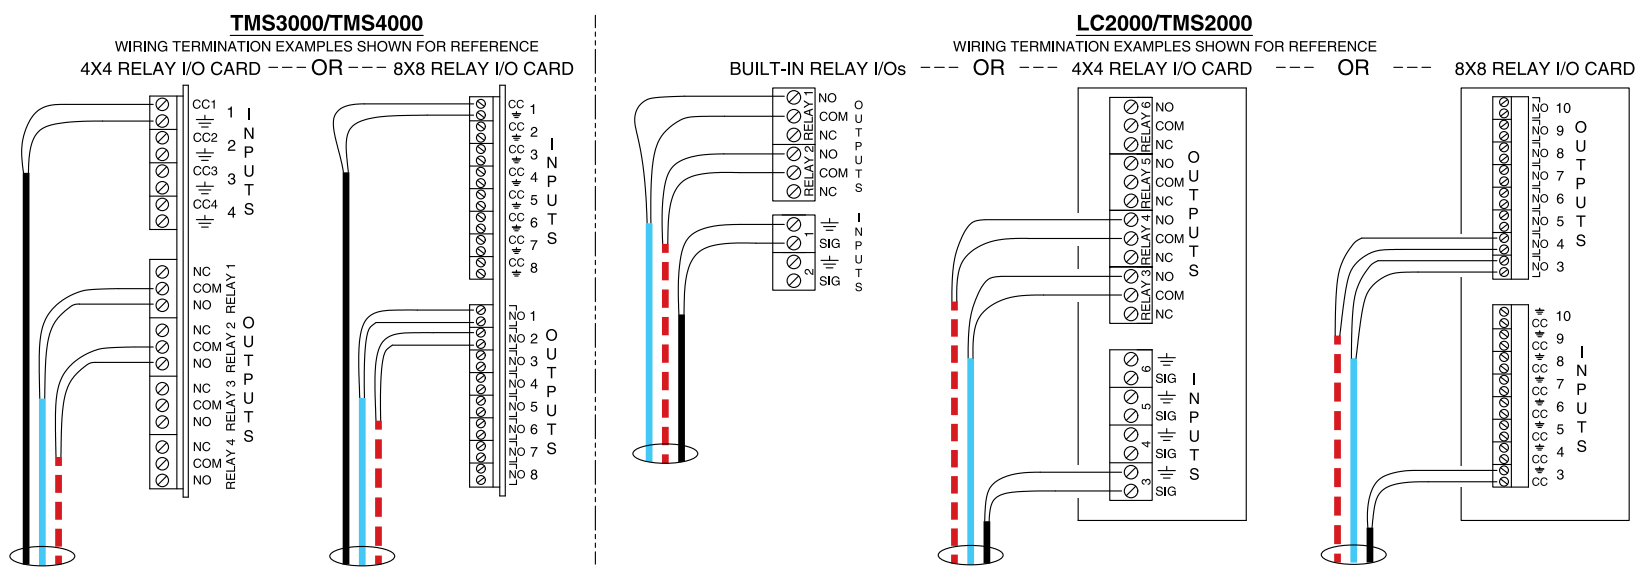 TMS3000/TMS4000
WIRING TERMINATION EXAMPLES SHOWN FOR REFERENCE
4X4 RELAY I/O CARD --- OR --- 8X8 RELAY I/O CARD
CC1
1
CC2
2
CC3
3
CC4
4
INPUTS
NC
COM
NO
RELAY 1
NC
COM
NO
RELAY 2
NC
COM
NO
RELAY 3
NC
COM
NO
RELAY 4
OUTPUTS
CC 1
CC 2
CC 3
CC 4
CC 5
CC 6
CC 7
CC 8
INPUTS
NO 1
NO 2
NO 3
NO 4
NO 5
NO 6
NO 7
NO 8
OUTPUTS
LC2000/TMS2000
WIRING TERMINATION EXAMPLES SHOWN FOR REFERENCE
BUILT-IN RELAY I/Os --- OR --- 4X4 RELAY I/O CARD --- OR --- 8X8 RELAY I/O CARD
RELAY 1
NO
COM
NC
RELAY 2
NO
COM
NC
OUTPUTS
1
SIG
2
SIG
INPUTS
RELAY 6
NO
COM
NC
RELAY 5
NO
COM
NC
RELAY 4
NO
COM
NC
RELAY 3
NO
COM
NC
OUTPUTS
6
SIG
5
SIG
4
SIG
3
SIG
INPUTS
NO 10
NO 9
NO 8
NO 7
NO 6
NO 5
NO 4
NO 3
OUTPUTS
CC 10
CC 9
CC 8
CC 7
CC 6
CC 5
CC 4
CC 3
INPUTS